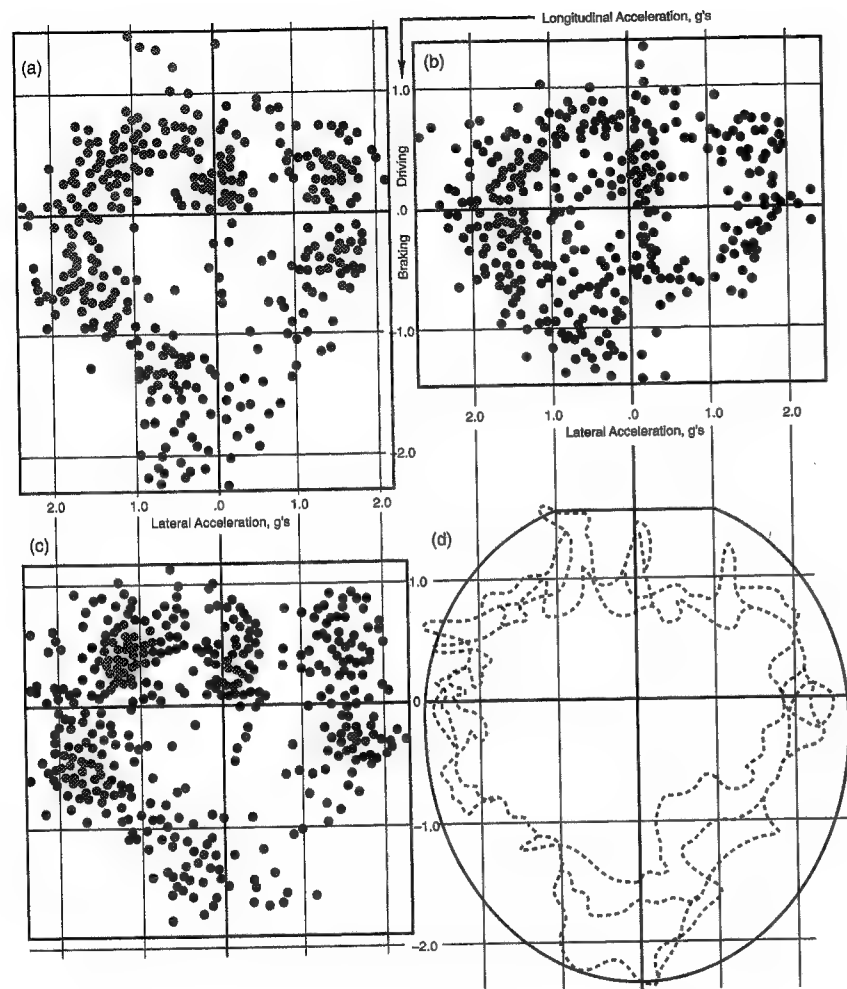 Longitudinal Acceleration, g's
(a)
(b)
1.0
Driving
.0
Braking
-1.0
-2.0
2.0 1.0 .0 1.0 2.0
Lateral Acceleration, g's
2.0 1.0 .0 1.0 2.0
Lateral Acceleration, g's
(c)
(d)
1.0
0
-1.0
-2.0